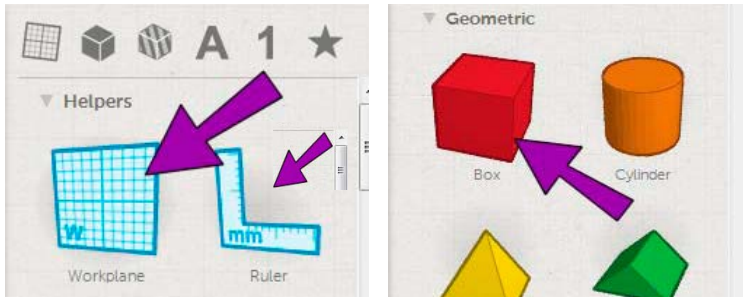 A 1
Helpers
W
mm
Workplane Ruler
Geometric
Box Cylinder